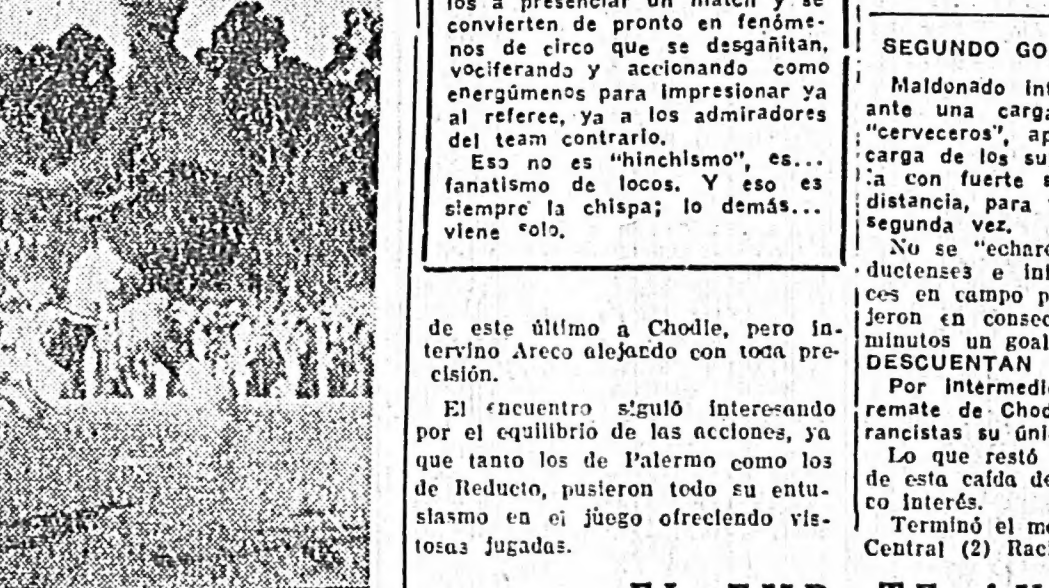 los a presenciar un match y se
convierten de pronto en fenóme-
nos de circo que se desgañitan,
vociferando y accionando como
energúmenos para impresionar ya
al referee, ya a los admiradores
del team contrario.
Eso no es "hinchismo", es...
fanatismo de locos. Y eso es
siempre la chispa; lo demás...
viene solo.
de este último a Chodie, pero in-
tervino Areco alejando con toda pre-
cisión.
El encuentro siguió interesando
por el equilibrio de las acciones, ya
que tanto los de Palermo como los
de Reducto, pusieron todo su entu-
siasmo en el juego ofreciendo vis-
tosas jugadas.
SEGUNDO GO
Maldonado int
ante una carga
"cerveceros", ap
carga de los su
la con fuerte s
distancia, para
segunda vez.
No se "echaro
ductenses e in
ces en campo p
jeron en consec
minutos un goal
DESCUENTAN
Por intermedi
remate de Chod
rancistas su úni
Lo que restó
de esta caída de
co interés.
Terminó el m
Central (2) Rac